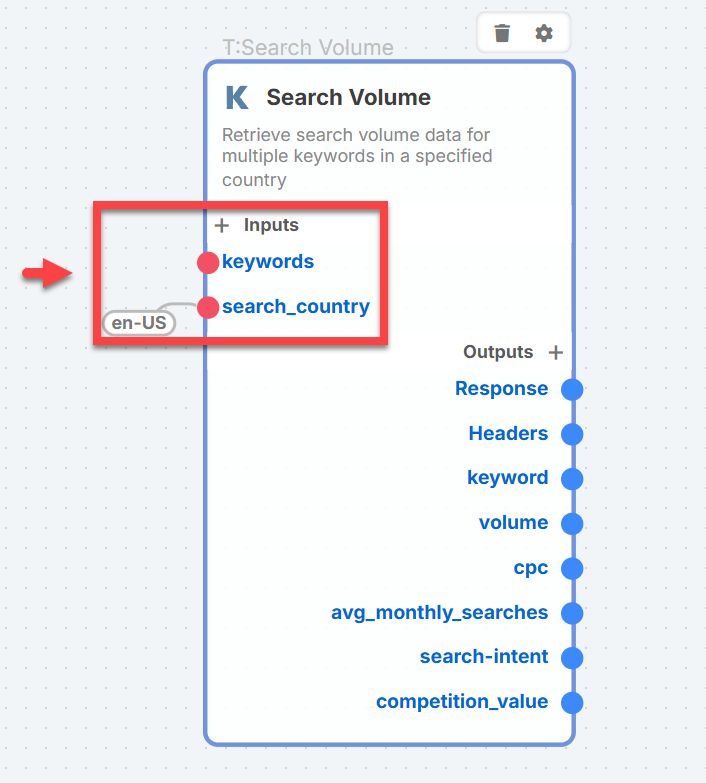 T:Search Volume
K Search Volume
Retrieve search volume data for
multiple keywords in a specified
country
+ Inputs
keywords
search_country
en-US
Outputs +
Response
Headers
keyword
volume
cpc
avg_monthly_searches
search-intent
competition_value